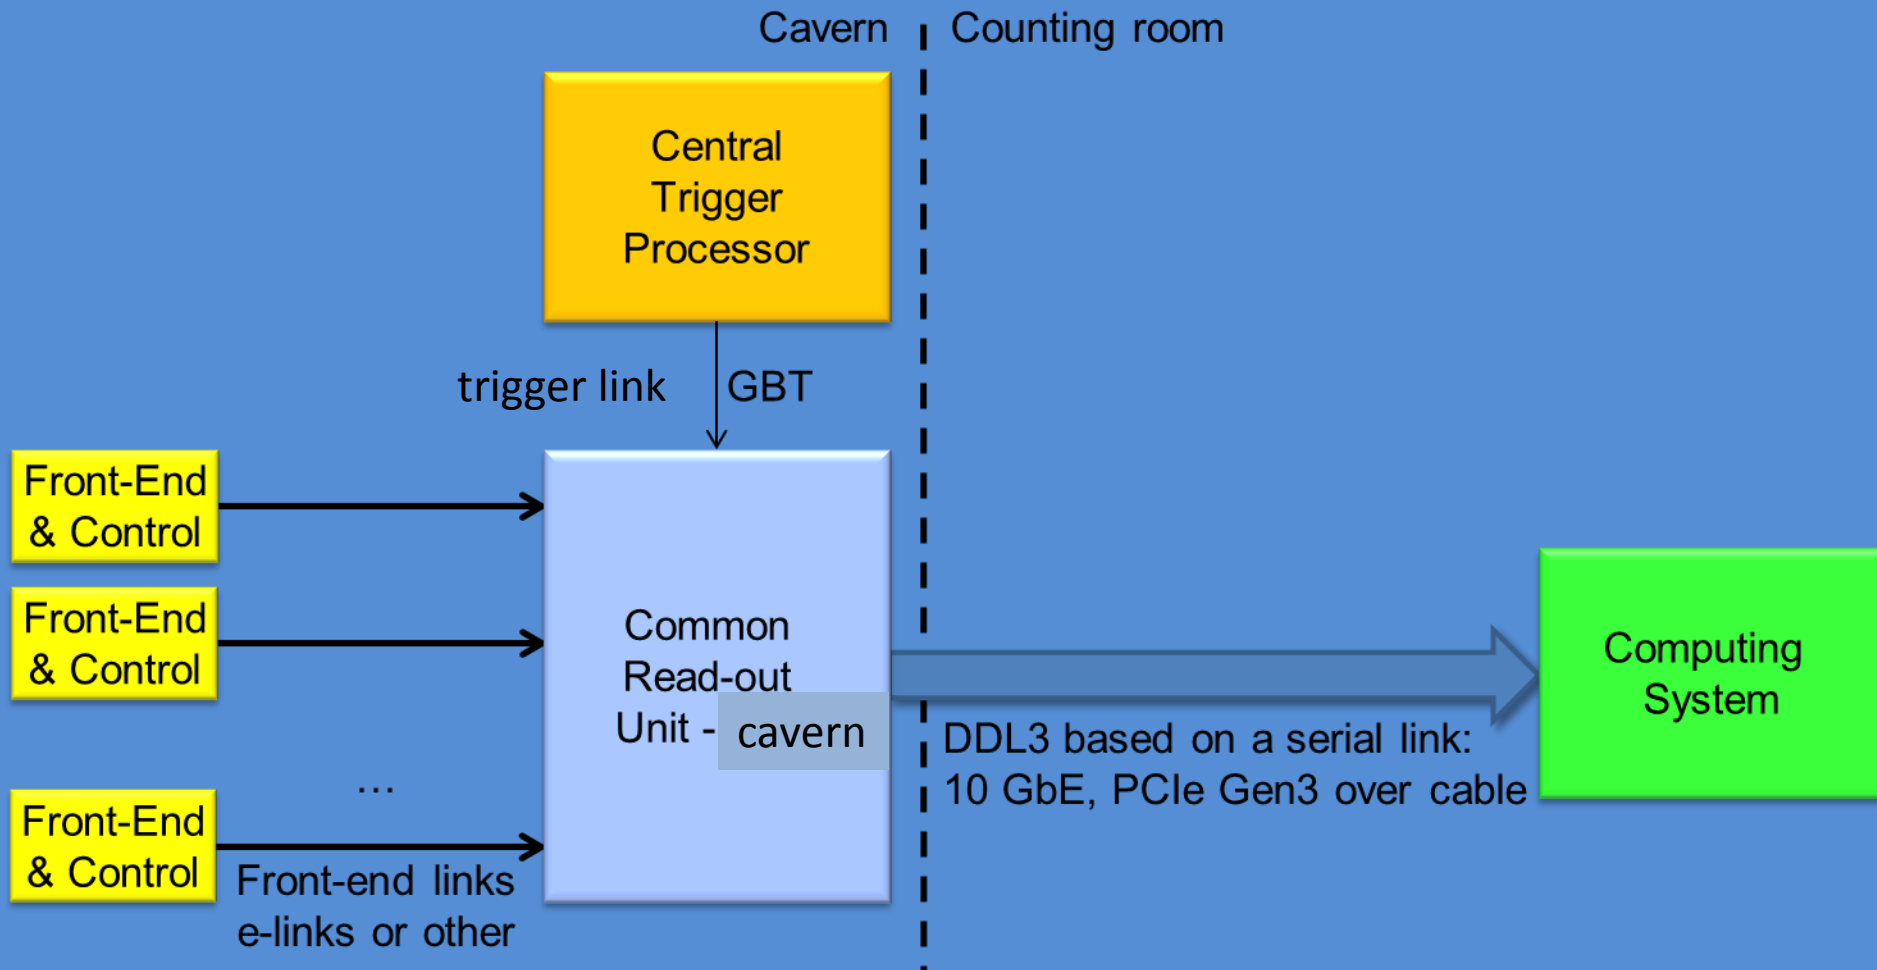 Cavern
Counting room
Central
Trigger
Processor
trigger link
GBT
Front-End
& Control
Front-End
& Control
Common
Read-out
Unit - cavern
Computing
System
DDL3 based on a serial link:
10 GbE, PCIe Gen3 over cable
...
Front-End
& Control
Front-end links
e-links or other